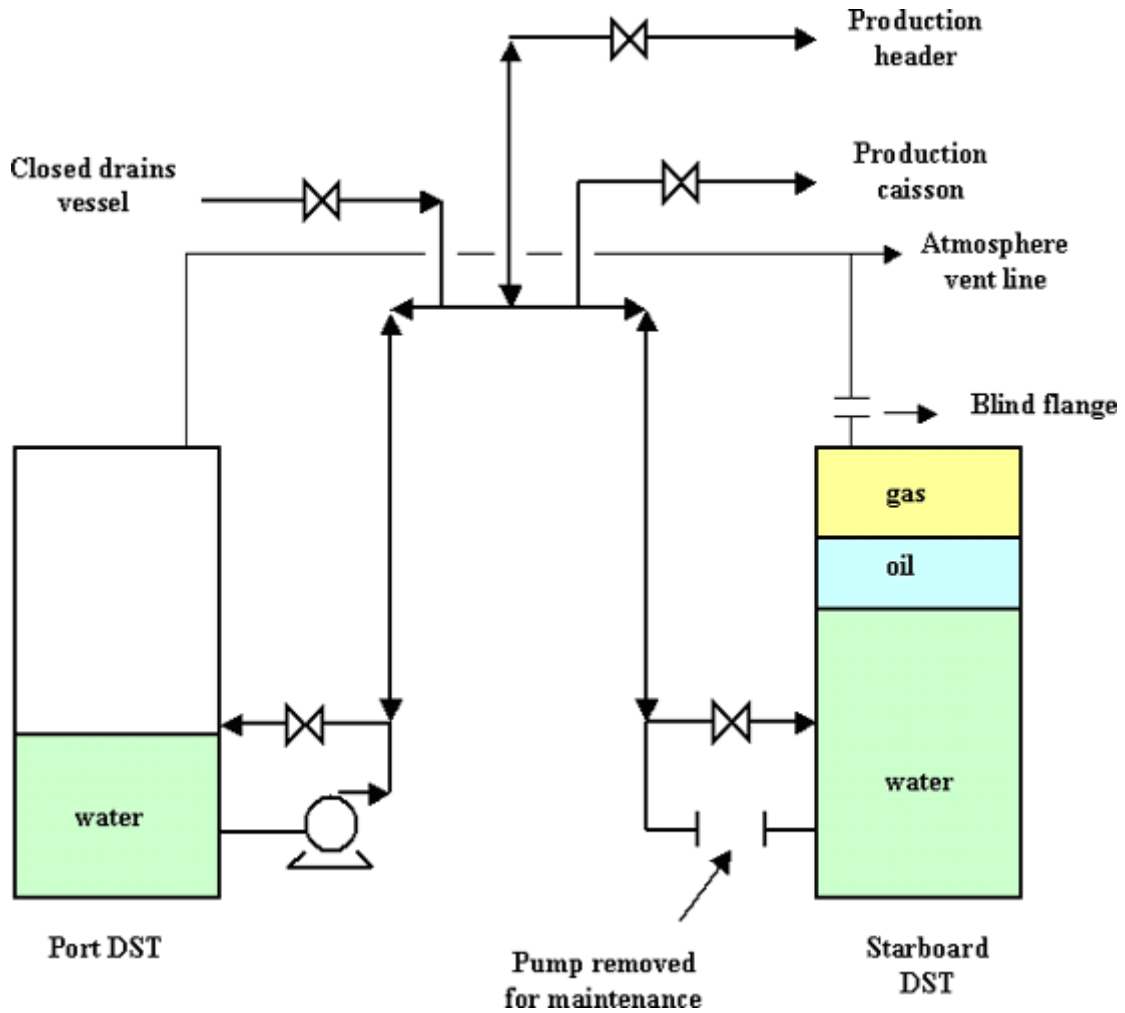 Production
header
Closed drains
vessel
Production
caisson
Atmosphere
vent line
Blind flange
gas
oil
water
water
Port DST
Pump removed
for maintenance
Starboard
DST